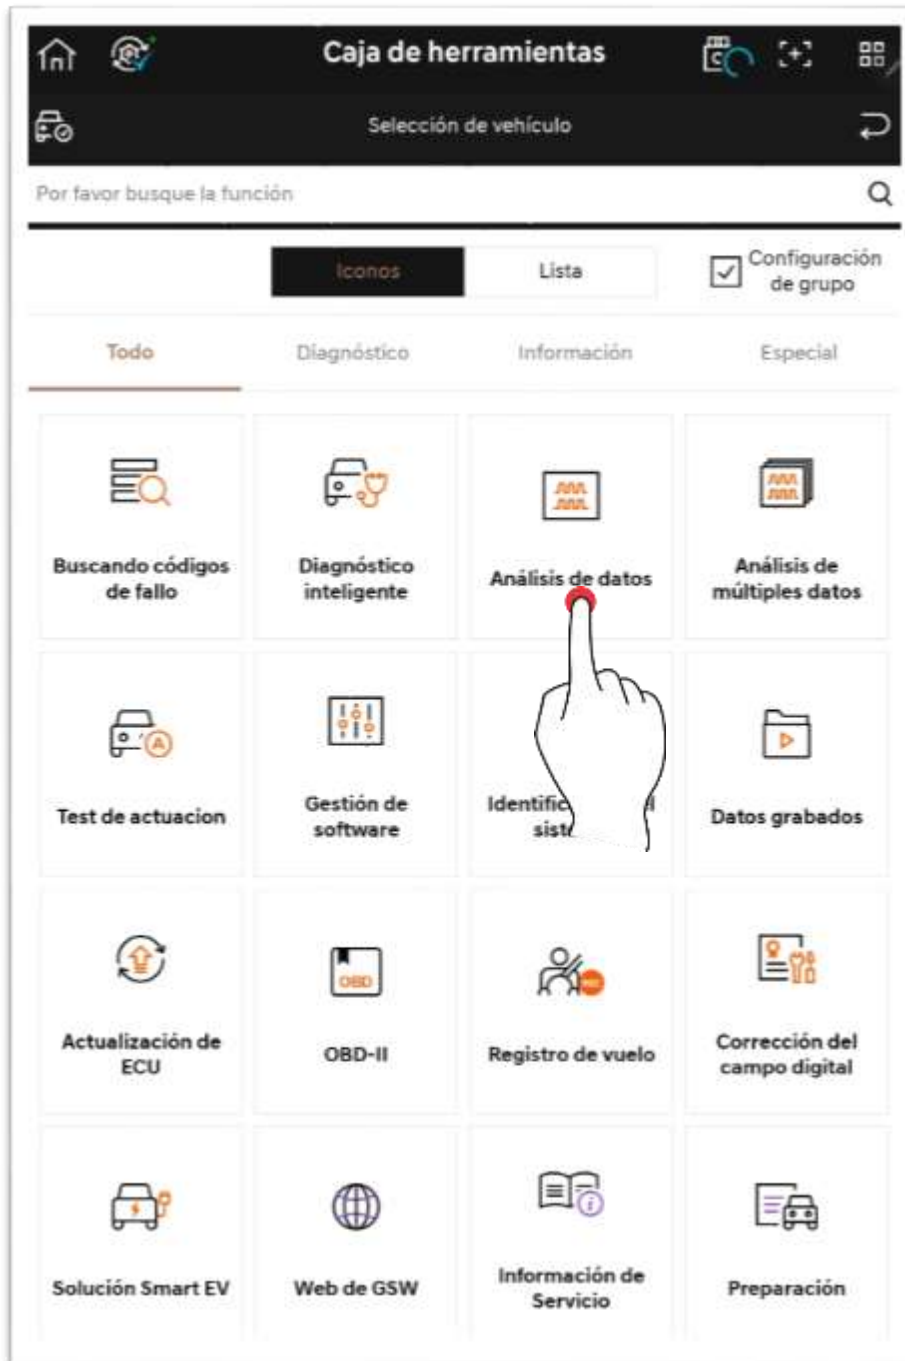 Caja de herramientas
Selección de vehículo
Por favor busque la función
Iconos
Lista
Configuración
de grupo
Todo
Diagnóstico
Información
Especial
Buscando códigos
de fallo
Diagnóstico
inteligente
Análisis de datos
Análisis de
múltiples datos
Test de actuacion
Gestión de
software
Datos grabados
Actualización de
ECU
OBD
OBD-II
Registro de vuelo
Corrección del
campo digital
Solución Smart EV
Web de GSW
Información de
Servicio
Preparación